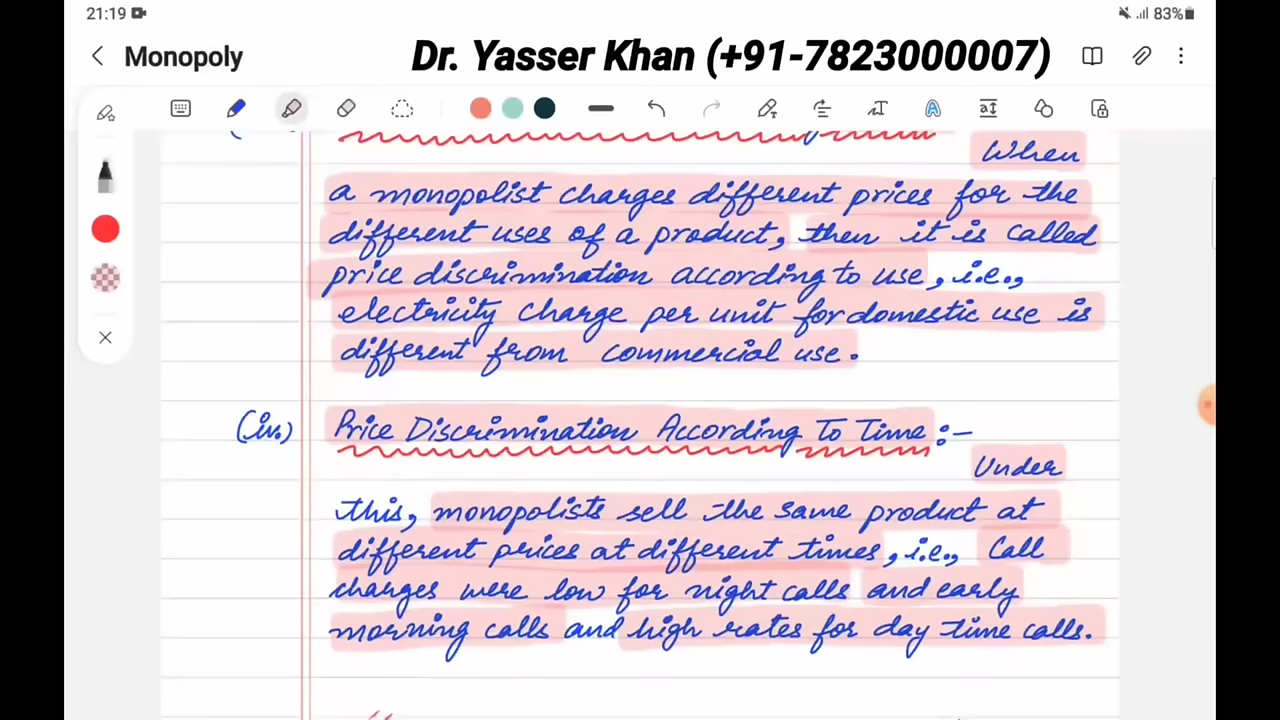 21:19
83%
Monopoly
Dr. Yasser Khan (+91-7823000007)
When
a monopolist charges different prices for the
different uses of a product, then it is called
price discrimination according to use, i.e.,
electricity charge per unit for domestic use is
different from commercial use.
(iv.) Price Discrimination According To Time :-
Under
this, monopolists sell the same product at
different prices at different times, i.e., Call
charges were low for night calls and early
morning calls and high rates for day time calls.